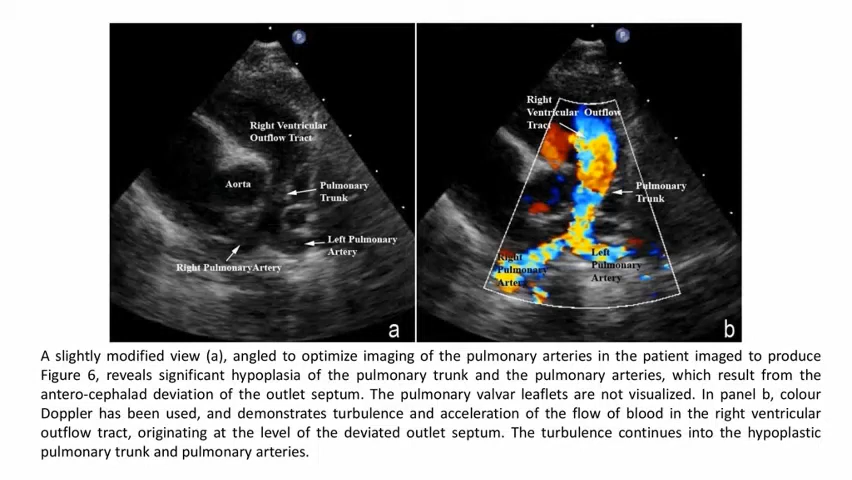 P
Right Ventricular
Outflow Tract
Aorta
Pulmonary
Trunk
Left Pulmonary
Artery
Right PulmonaryArtery
a
P
Right
Ventricular Outflow
Tract
Pulmonary
Trunk
Right
Pulmonary
Artery
Left
Pulmonary
Artery
b
A slightly modified view (a), angled to optimize imaging of the pulmonary arteries in the patient imaged to produce
Figure 6, reveals significant hypoplasia of the pulmonary trunk and the pulmonary arteries, which result from the
antero-cephalad deviation of the outlet septum. The pulmonary valvar leaflets are not visualized. In panel b, colour
Doppler has been used, and demonstrates turbulence and acceleration of the flow of blood in the right ventricular
outflow tract, originating at the level of the deviated outlet septum. The turbulence continues into the hypoplastic
pulmonary trunk and pulmonary arteries.